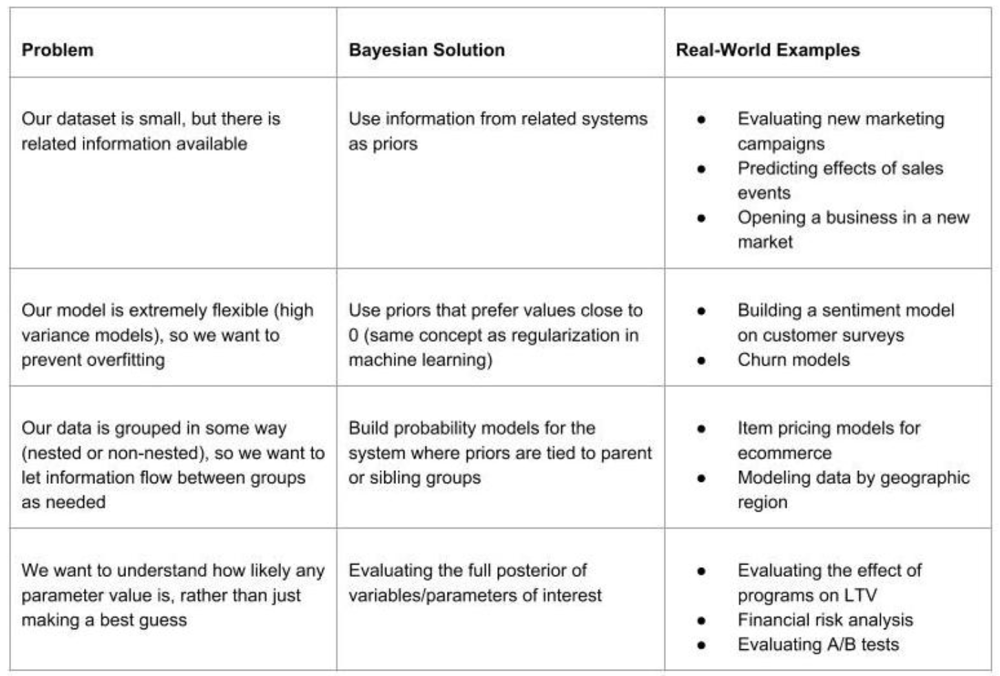 Problem
Bayesian Solution
Real-World Examples
Our dataset is small, but there is
related information available
Use information from related systems
as priors
● Evaluating new marketing
campaigns
● Predicting effects of sales
events
● Opening a business in a new
market
Our model is extremely flexible (high
variance models), so we want to
prevent overfitting
Use priors that prefer values close to
0 (same concept as regularization in
machine learning)
● Building a sentiment model
on customer surveys
● Churn models
Our data is grouped in some way
(nested or non-nested), so we want to
let information flow between groups
as needed
Build probability models for the
system where priors are tied to parent
or sibling groups
● Item pricing models for
ecommerce
● Modeling data by geographic
region
We want to understand how likely any
parameter value is, rather than just
making a best guess
Evaluating the full posterior of
variables/parameters of interest
● Evaluating the effect of
programs on LTV
● Financial risk analysis
● Evaluating A/B tests